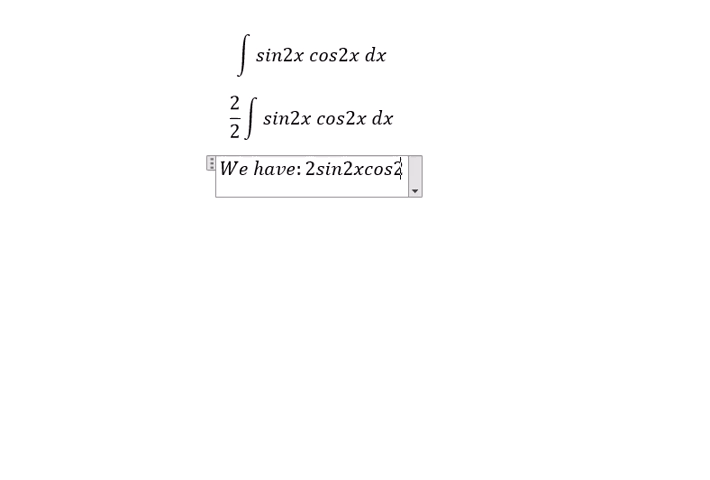 ∫ sin2x cos2x dx
2/2 ∫ sin2x cos2x dx
We have: 2sin2xcos2